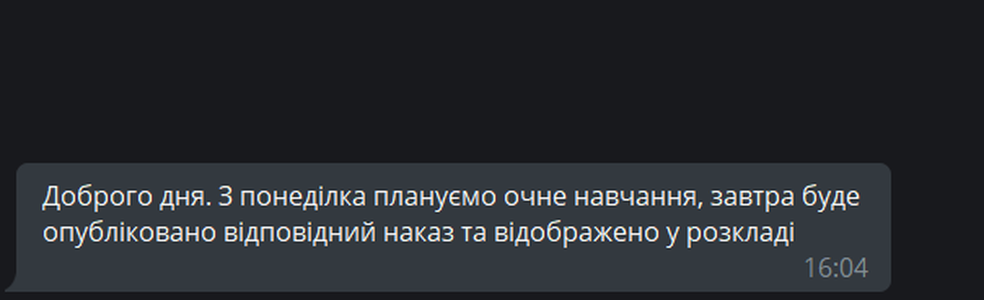 Доброго дня. З понеділка плануємо очне навчання, завтра буде
опубліковано відповідний наказ та відображено у розкладі
16:04